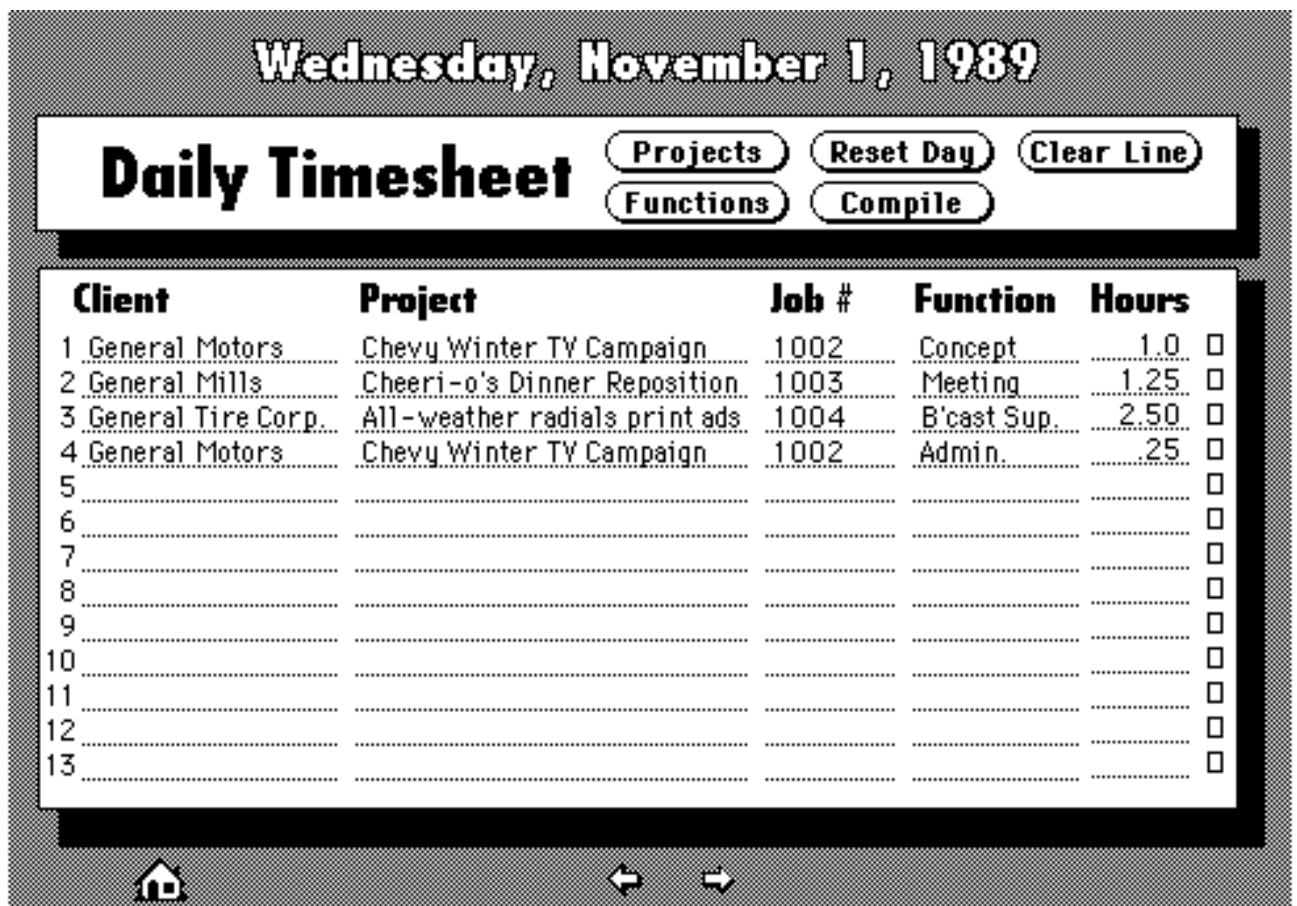 Wednesday, November 1, 1989
Daily Timesheet
Projects Reset Day Clear Line
Functions Compile
Client Project Job # Function Hours
1 General Motors Chevy Winter TV Campaign 1002 Concept 1.0
2 General Mills Cheeri-o's Dinner Reposition 1003 Meeting 1.25
3 General Tire Corp. All-weather radials print ads 1004 B'cast Sup. 2.50
4 General Motors Chevy Winter TV Campaign 1002 Admin. .25
5
6
7
8
9
10
11
12
13